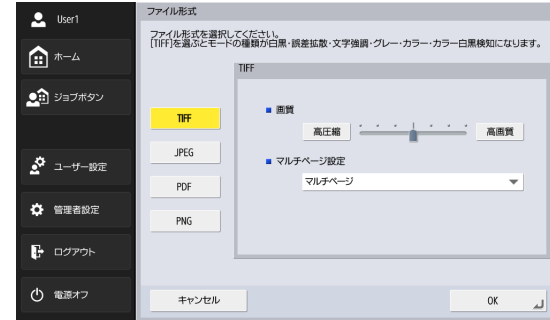 User1
ホーム
ジョブボタン
ユーザー設定
管理者設定
ログアウト
電源オフ
ファイル形式
ファイル形式を選択してください。
[TIFF]を選ぶとモードの種類が白黒・誤差拡散・文字強調・グレー・カラー・カラー白黒検知になります。
TIFF
JPEG
PDF
PNG
TIFF
画質
高圧縮
高画質
マルチページ設定
マルチページ
キャンセル
OK